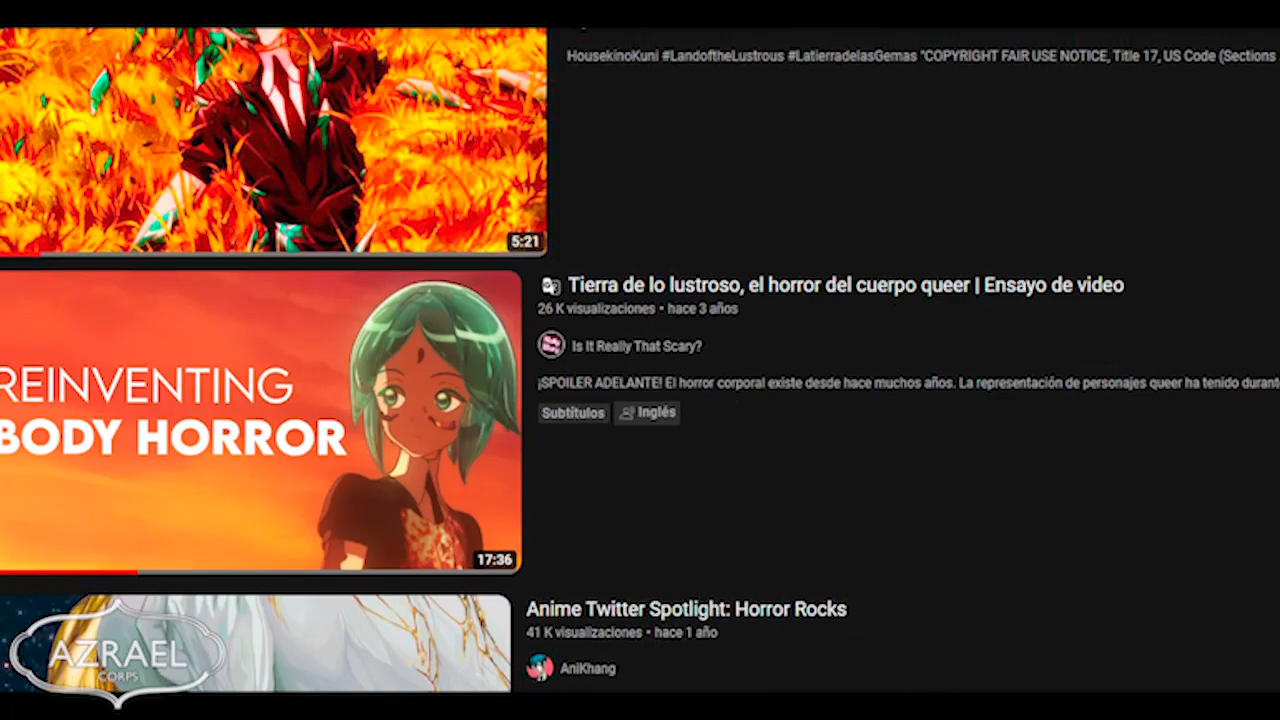 HousekinoKuni #LandoftheLustrous #LatierradelasGemas "COPYRIGHT FAIR USE NOTICE, Title 17, US Code (Sections
5:21
REINVENTING
BODY HORROR
17:36
Tierra de lo lustroso, el horror del cuerpo queer | Ensayo de video
26 K visualizaciones • hace 3 años
Is It Really That Scary?
¡SPOILER ADELANTE! El horror corporal existe desde hace muchos años. La representación de personajes queer ha tenido durant
Subtítulos Inglés
Anime Twitter Spotlight: Horror Rocks
41 K visualizaciones • hace 1 año
AniKhang
AZRAEL
CORPS